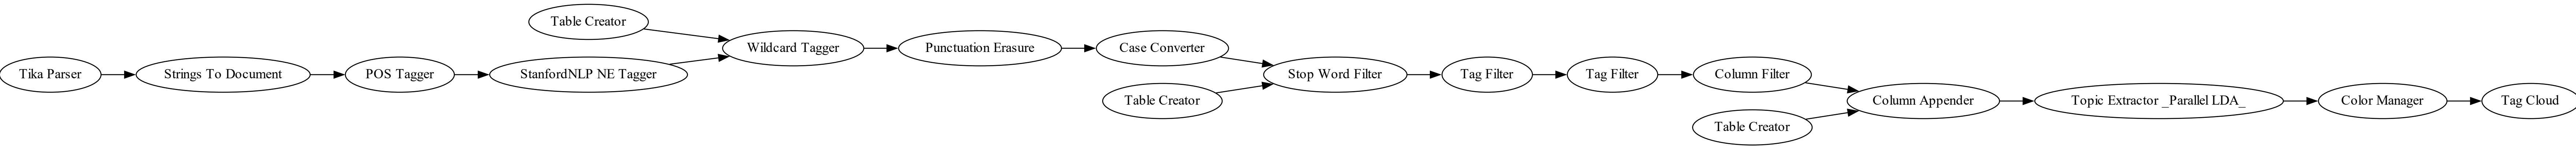 Tika Parser
Strings To Document
POS Tagger
Table Creator
StanfordNLP NE Tagger
Wildcard Tagger
Punctuation Erasure
Case Converter
Table Creator
Stop Word Filter
Tag Filter
Tag Filter
Column Filter
Table Creator
Column Appender
Topic Extractor _Parallel LDA_
Color Manager
Tag Cloud